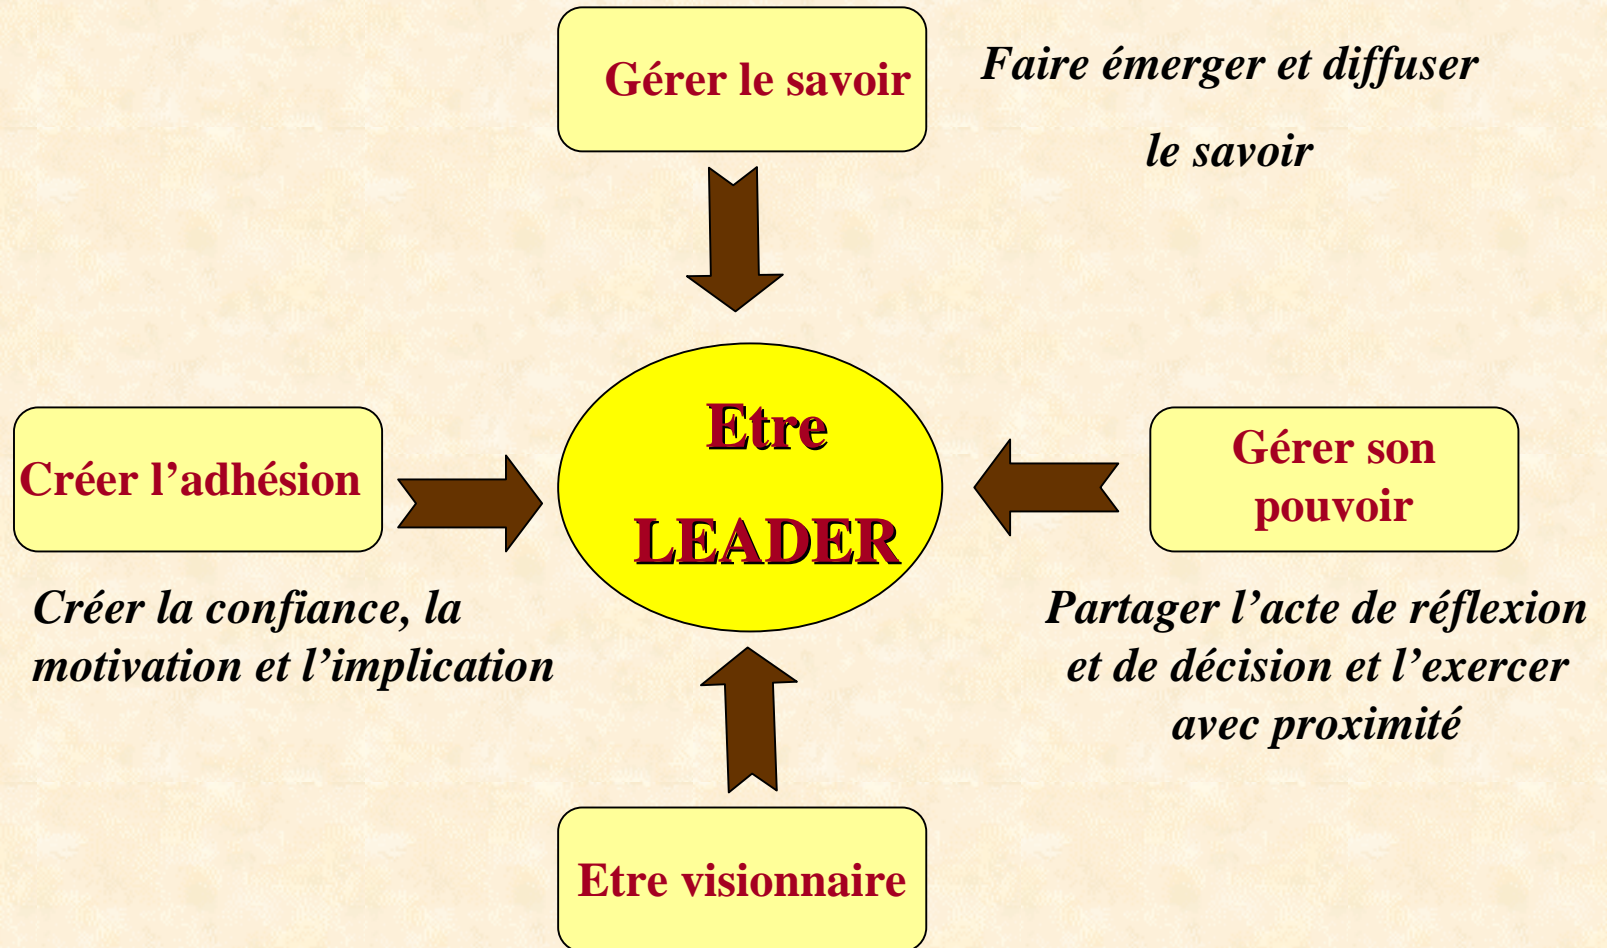 Gérer le savoir
Faire émerger et diffuser
le savoir
Etre
LEADER
Créer l’adhésion
Créer la confiance, la
motivation et l’implication
Gérer son
pouvoir
Partager l’acte de réflexion
et de décision et l’exercer
avec proximité
Etre visionnaire